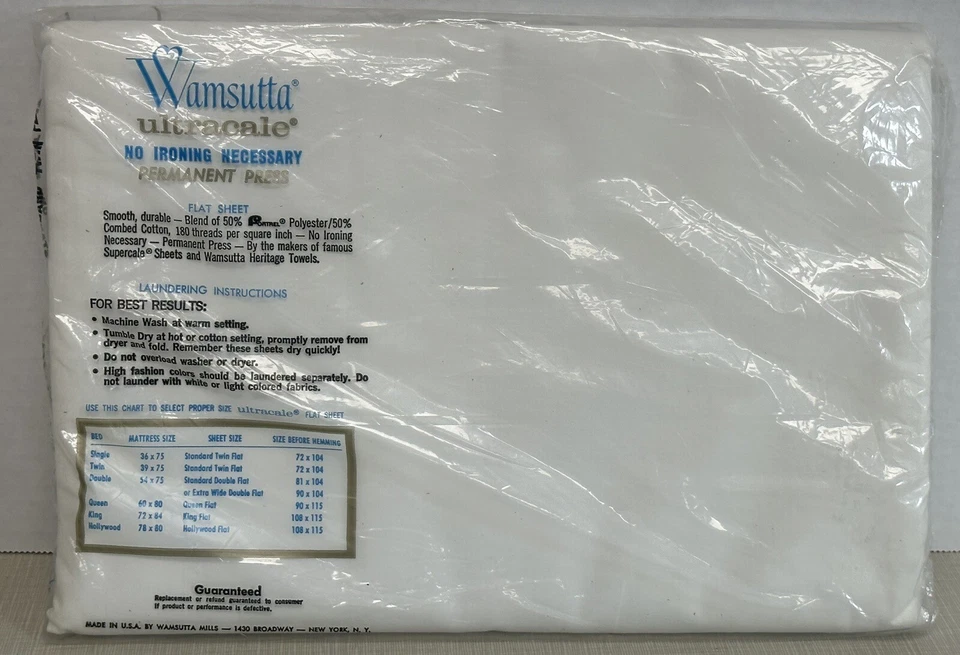 Wamsutta®
ultracale®
NO IRONING NECESSARY
PERMANENT PRESS
FLAT SHEET
Smooth, durable — Blend of 50% FORTREL® Polyester/50%
Combed Cotton, 180 threads per square inch — No Ironing
Necessary — Permanent Press — By the makers of famous
Supercale® Sheets and Wamsutta Heritage Towels.
LAUNDERING INSTRUCTIONS
FOR BEST RESULTS:
• Machine Wash at warm setting.
• Tumble Dry at hot or cotton setting, promptly remove from
dryer and fold. Remember these sheets dry quickly!
• Do not overload washer or dryer.
• High fashion colors should be laundered separately. Do
not launder with white or light colored fabrics.
USE THIS CHART TO SELECT PROPER SIZE ultracale® FLAT SHEET
BED MATTRESS SIZE SHEET SIZE SIZE BEFORE HEMMING
Single 36 x 75 Standard Twin Flat 72 x 104
Twin 39 x 75 Standard Twin Flat 72 x 104
Double 54 x 75 Standard Double Flat 81 x 104
or Extra Wide Double Flat 90 x 104
Queen 60 x 80 Queen Flat 90 x 115
King 72 x 84 King Flat 108 x 115
Hollywood 78 x 80 Hollywood Flat 108 x 115
Guaranteed
Replacement or refund guaranteed to consumer
if product or performance is defective.
MADE IN U.S.A. BY WAMSUTTA MILLS — 1430 BROADWAY — NEW YORK, N. Y.